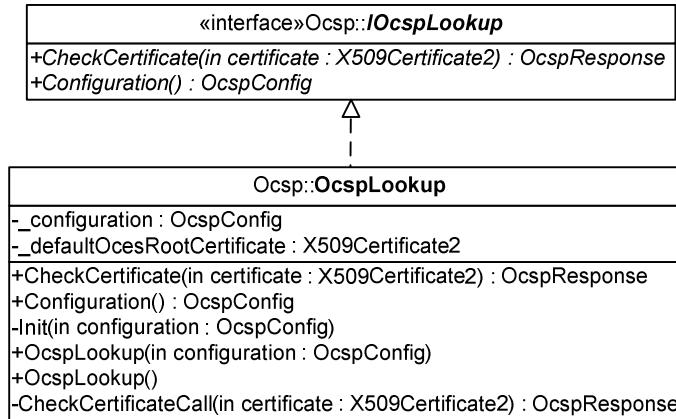 «interface»Ocsp::IOcspLookup
+CheckCertificate(in certificate : X509Certificate2) : OcspResponse
+Configuration() : OcspConfig
Ocsp::OcspLookup
-_configuration : OcspConfig
-_defaultOcesRootCertificate : X509Certificate2
+CheckCertificate(in certificate : X509Certificate2) : OcspResponse
+Configuration() : OcspConfig
-Init(in configuration : OcspConfig)
+OcspLookup(in configuration : OcspConfig)
+OcspLookup()
-CheckCertificateCall(in certificate : X509Certificate2) : OcspResponse